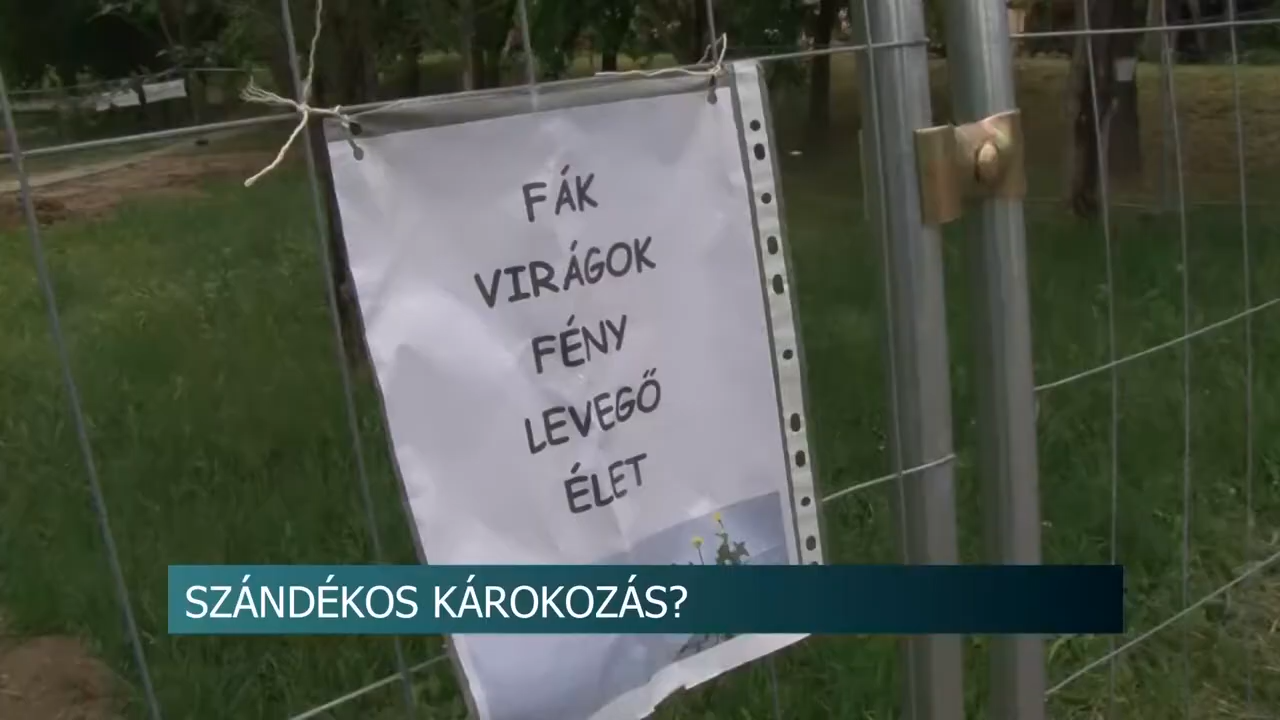 FÁK
VIRÁGOK
FÉNY
LEVEGŐ
ÉLET
SZÁNDÉKOS KÁROKOZÁS?